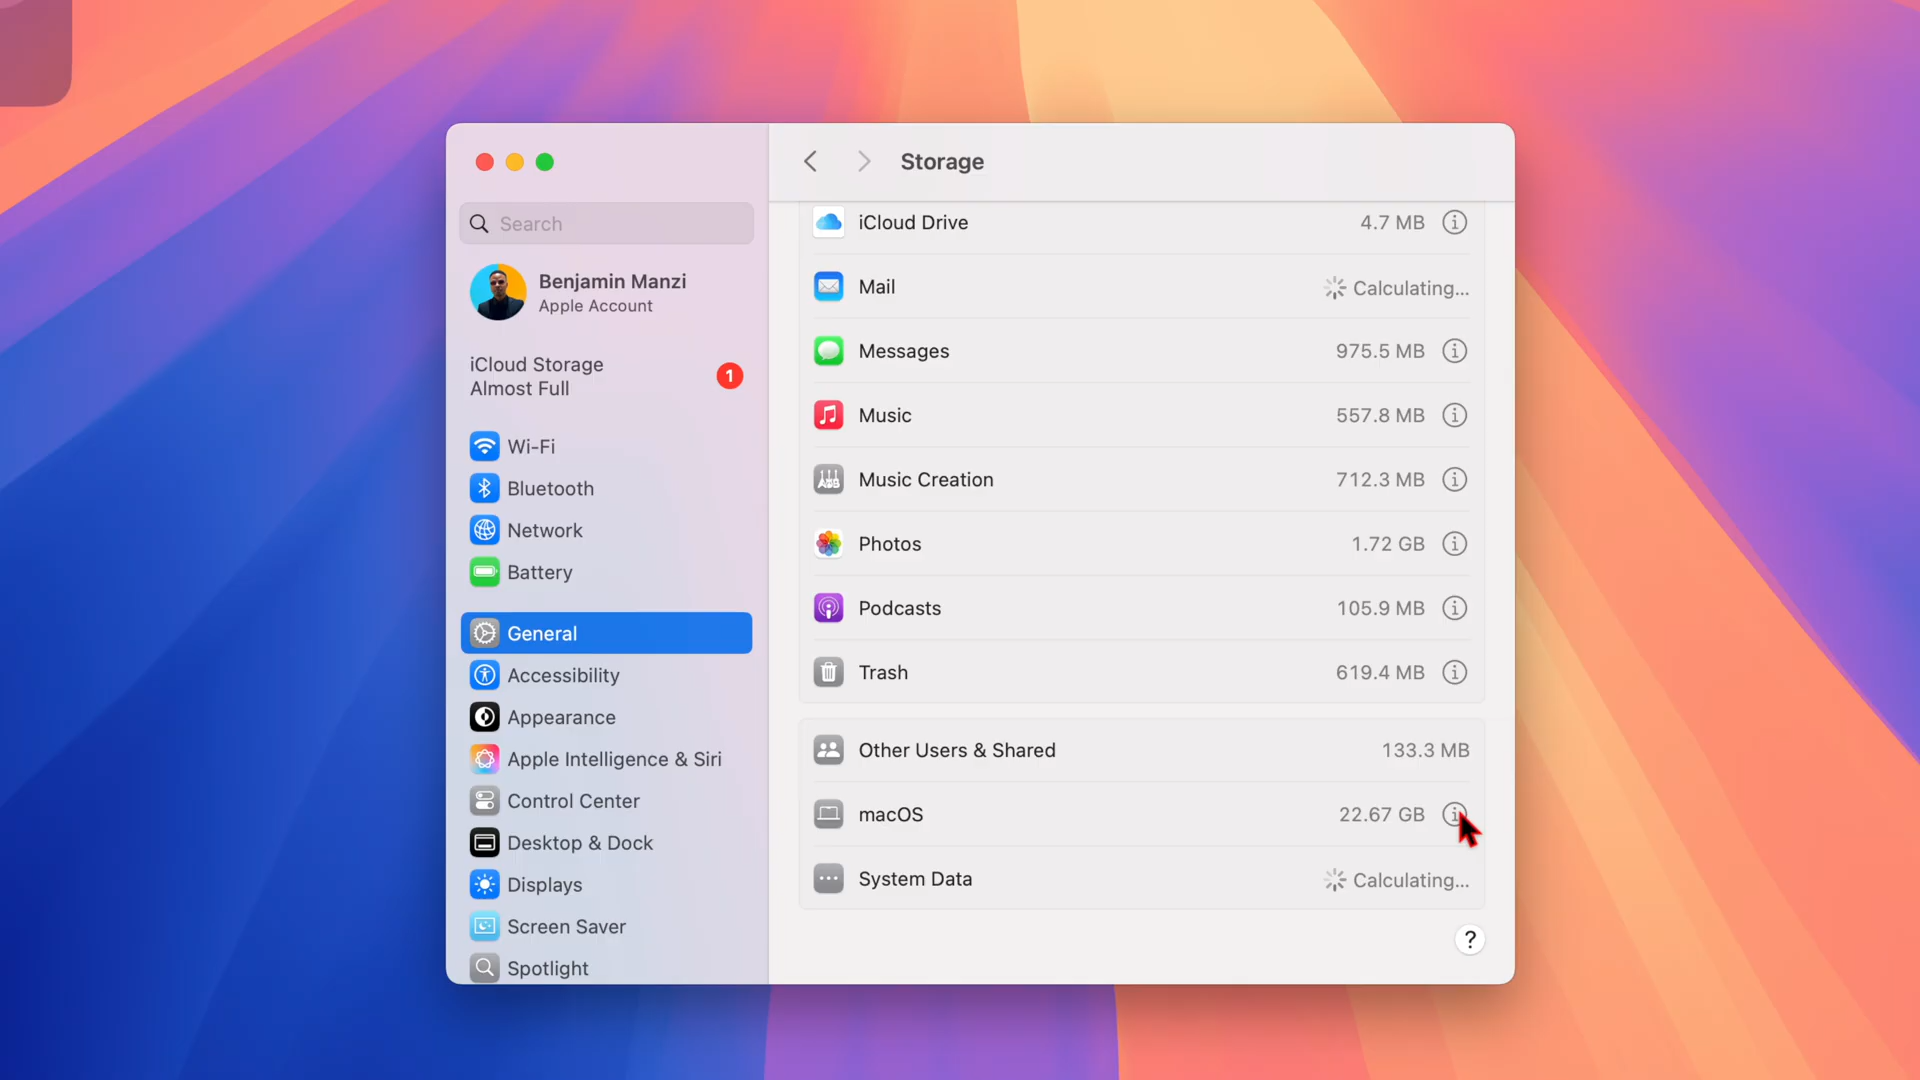 Storage
Search
Benjamin Manzi
Apple Account
iCloud Storage
Almost Full
1
Wi-Fi
Bluetooth
Network
Battery
General
Accessibility
Appearance
Apple Intelligence & Siri
Control Center
Desktop & Dock
Displays
Screen Saver
Spotlight
iCloud Drive 4.7 MB
Mail Calculating...
Messages 975.5 MB
Music 557.8 MB
Music Creation 712.3 MB
Photos 1.72 GB
Podcasts 105.9 MB
Trash 619.4 MB
Other Users & Shared 133.3 MB
macOS 22.67 GB
System Data Calculating...
?